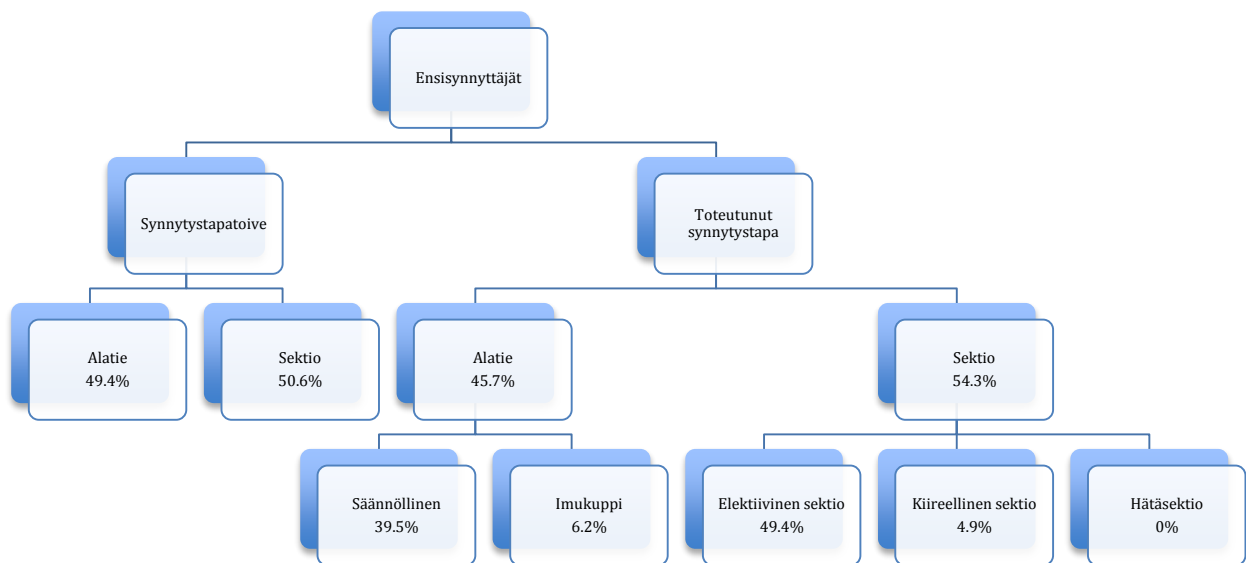 Ensisynnyttäjät
Synnytystapatoive
Toteutunut
synnytystapa
Alatie
49.4%
Sektio
50.6%
Alatie
45.7%
Sektio
54.3%
Säännöllinen
39.5%
Imukuppi
6.2%
Elektiivinen sektio
49.4%
Kiireellinen sektio
4.9%
Hätäsektio
0%